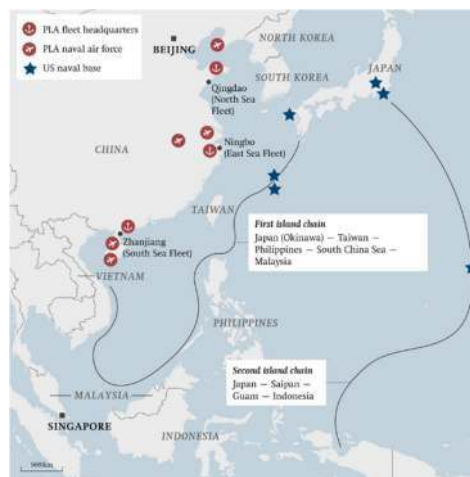 PLA fleet headquarters
PLA naval air force
US naval base
BEIJING
NORTH KOREA
SOUTH KOREA
JAPAN
Qingdao
(North Sea
Fleet)
CHINA
Ningbo
(East Sea Fleet)
TAIWAN
First island chain
Japan (Okinawa) — Taiwan —
Philippines — South China Sea —
Malaysia
Zhanjiang
(South Sea Fleet)
VIETNAM
PHILIPPINES
Second island chain
Japan — Saipan —
Guam — Indonesia
MALAYSIA
SINGAPORE
INDONESIA